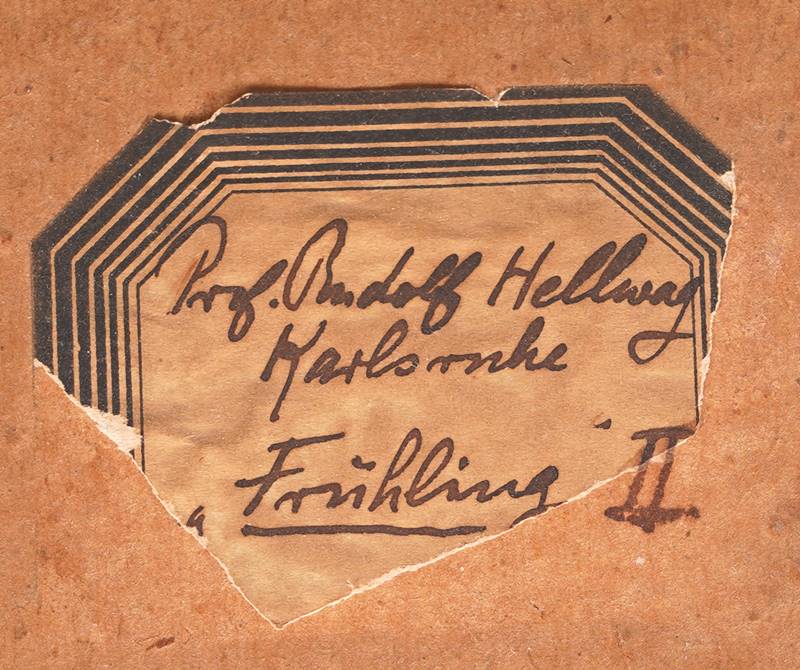 Prof. Rudolf Hellwag
Karlsruhe
„Frühling“ II